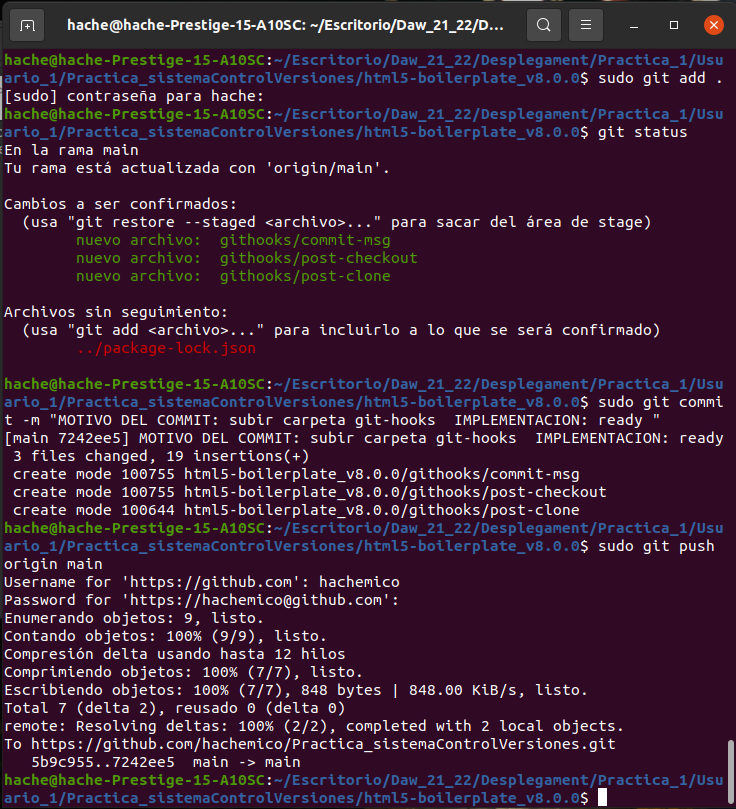 hache@hache-Prestige-15-A10SC: ~/Escritorio/Daw_21_22/D...
hache@hache-Prestige-15-A10SC:~/Escritorio/Daw_21_22/Desplegament/Practica_1/Usu
ario_1/Practica_sistemaControlVersiones/html5-boilerplate_v8.0.0$ sudo git add .
[sudo] contraseña para hache:
hache@hache-Prestige-15-A10SC:~/Escritorio/Daw_21_22/Desplegament/Practica_1/Usu
ario_1/Practica_sistemaControlVersiones/html5-boilerplate_v8.0.0$ git status
En la rama main
Tu rama está actualizada con 'origin/main'.
Cambios a ser confirmados:
  (usa "git restore --staged <archivo>..." para sacar del área de stage)
        nuevo archivo:  githooks/commit-msg
        nuevo archivo:  githooks/post-checkout
        nuevo archivo:  githooks/post-clone
Archivos sin seguimiento:
  (usa "git add <archivo>..." para incluirlo a lo que se será confirmado)
        ../package-lock.json
hache@hache-Prestige-15-A10SC:~/Escritorio/Daw_21_22/Desplegament/Practica_1/Usu
ario_1/Practica_sistemaControlVersiones/html5-boilerplate_v8.0.0$ sudo git commi
t -m "MOTIVO DEL COMMIT: subir carpeta git-hooks  IMPLEMENTACION: ready "
[main 7242ee5] MOTIVO DEL COMMIT: subir carpeta git-hooks  IMPLEMENTACION: ready
 3 files changed, 19 insertions(+)
 create mode 100755 html5-boilerplate_v8.0.0/githooks/commit-msg
 create mode 100755 html5-boilerplate_v8.0.0/githooks/post-checkout
 create mode 100644 html5-boilerplate_v8.0.0/githooks/post-clone
hache@hache-Prestige-15-A10SC:~/Escritorio/Daw_21_22/Desplegament/Practica_1/Usu
ario_1/Practica_sistemaControlVersiones/html5-boilerplate_v8.0.0$ sudo git push
origin main
Username for 'https://github.com': hachemico
Password for 'https://hachemico@github.com':
Enumerando objetos: 9, listo.
Contando objetos: 100% (9/9), listo.
Compresión delta usando hasta 12 hilos
Comprimiendo objetos: 100% (7/7), listo.
Escribiendo objetos: 100% (7/7), 848 bytes | 848.00 KiB/s, listo.
Total 7 (delta 2), reusado 0 (delta 0)
remote: Resolving deltas: 100% (2/2), completed with 2 local objects.
To https://github.com/hachemico/Practica_sistemaControlVersiones.git
   5b9c955..7242ee5  main -> main
hache@hache-Prestige-15-A10SC:~/Escritorio/Daw_21_22/Desplegament/Practica_1/Usu
ario_1/Practica_sistemaControlVersiones/html5-boilerplate_v8.0.0$